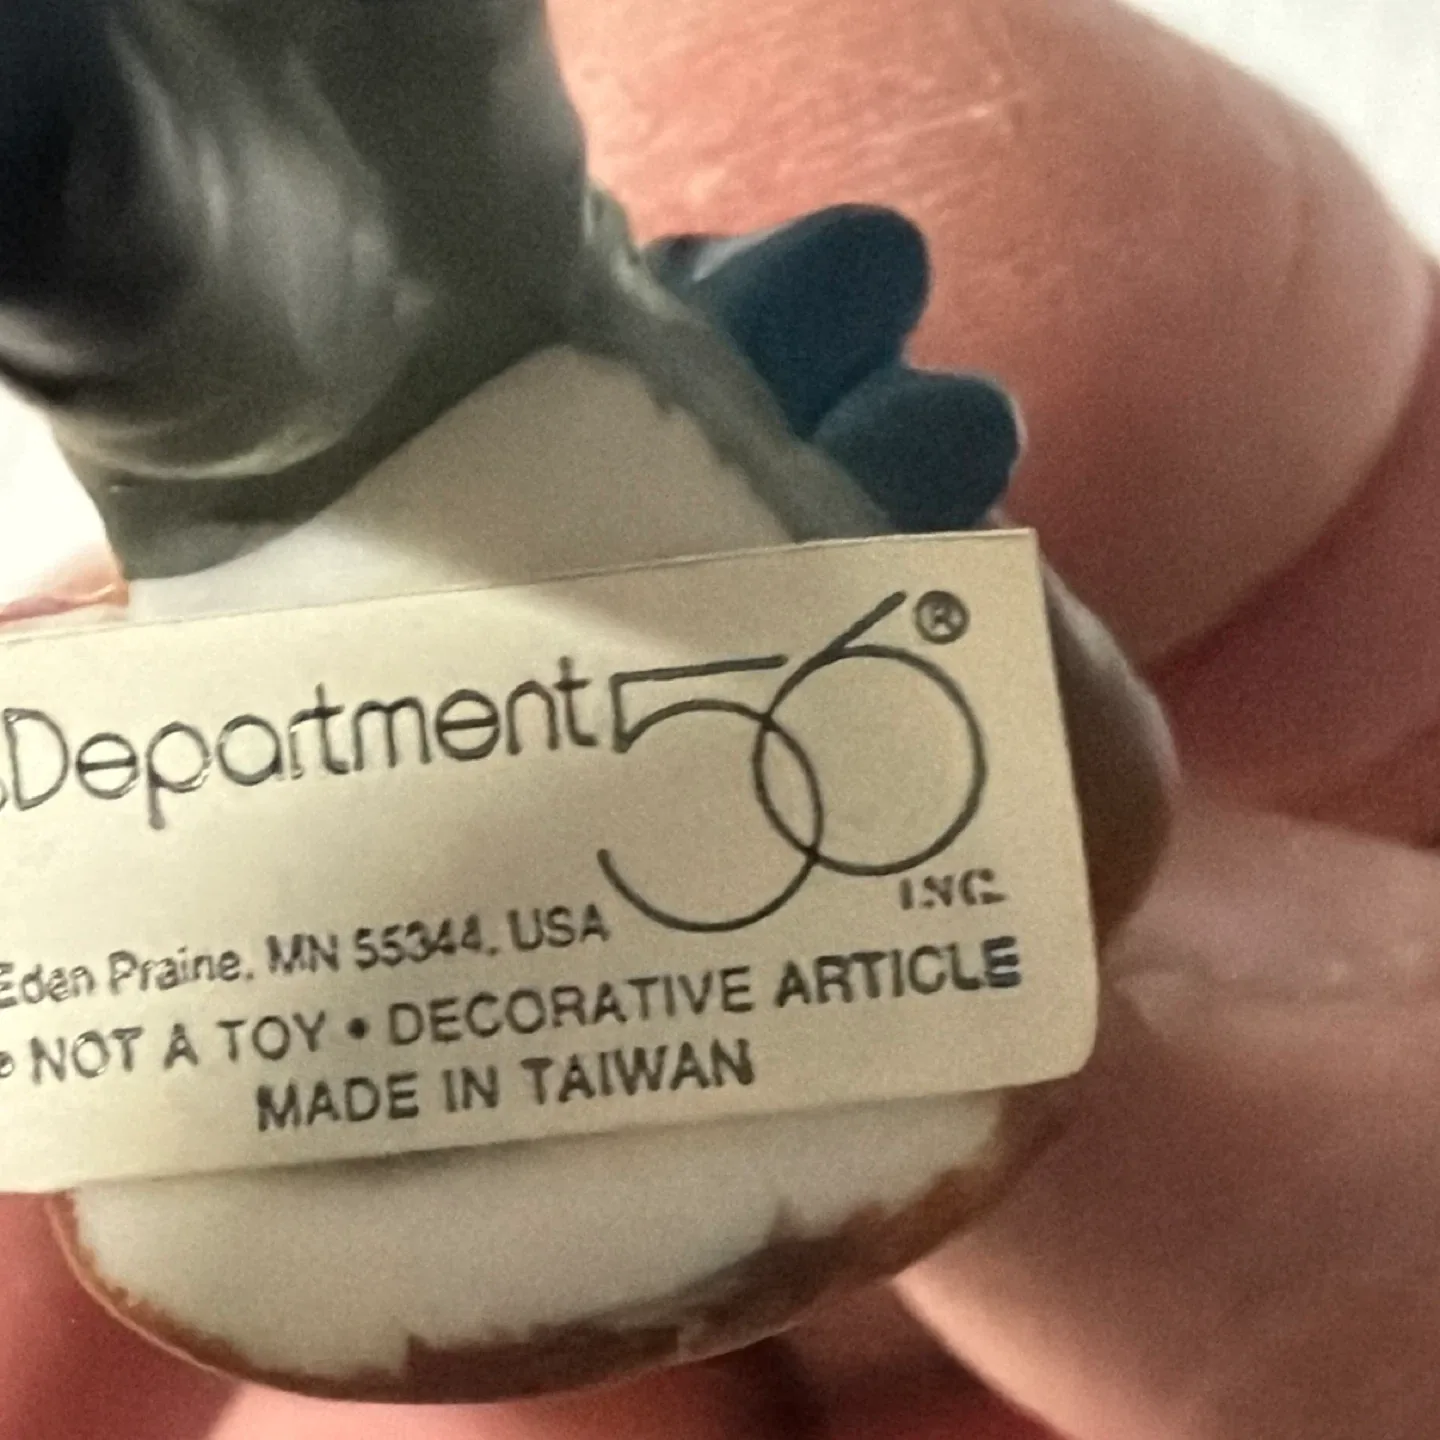 Department 56®
INC.
Eden Praine, MN 55344, USA
NOT A TOY • DECORATIVE ARTICLE
MADE IN TAIWAN